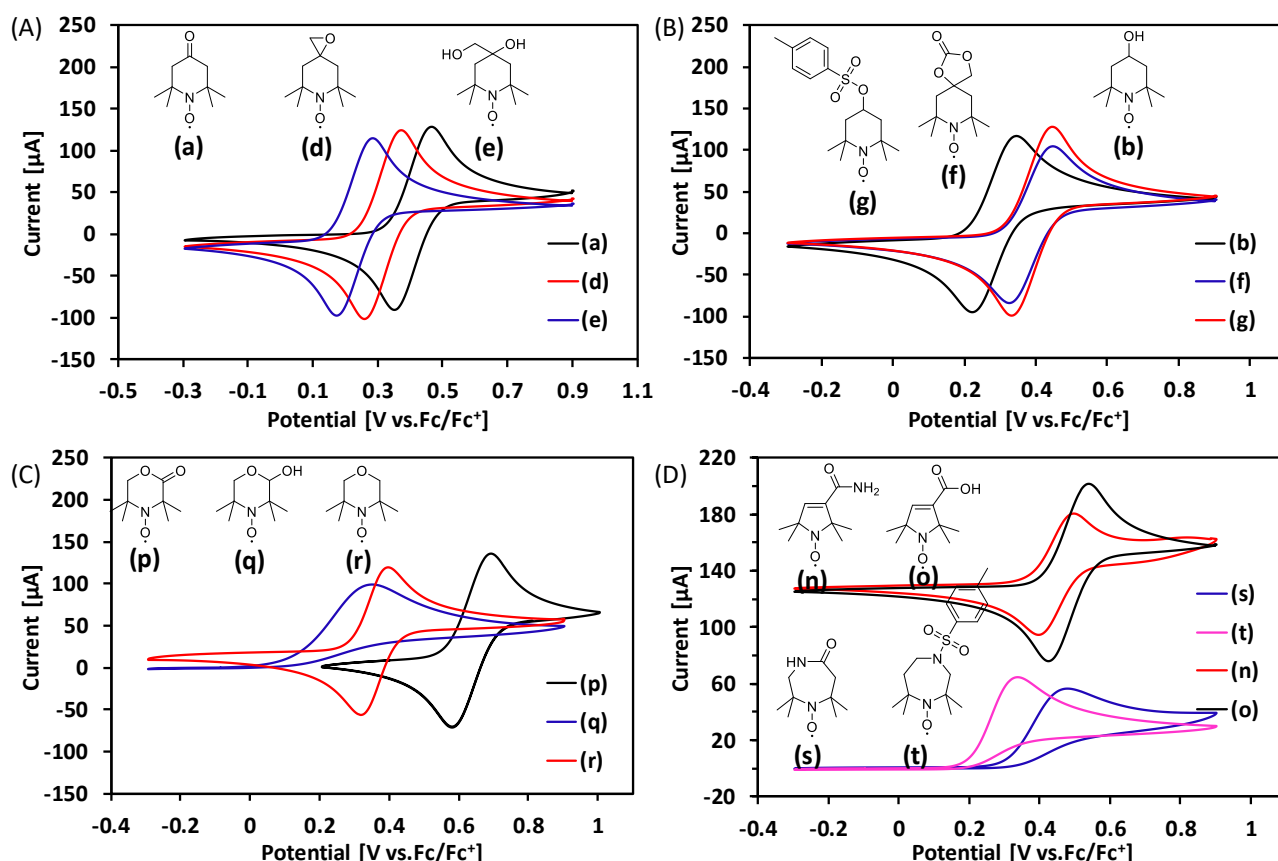 (A)
250
200
150
100
50
0
-50
-100
-150
Current [µA]
-0.5 -0.3 -0.1 0.1 0.3 0.5 0.7 0.9 1.1
Potential [V vs.Fc/Fc⁺]
O
N
O·
(a)
O
N
O·
(d)
HO OH
N
O·
(e)
(a)
(d)
(e)
(B)
250
200
150
100
50
0
-50
-100
-150
Current [µA]
-0.4 -0.2 0 0.2 0.4 0.6 0.8 1
Potential [V vs.Fc/Fc⁺]
O
S
O
O
N
O·
(g)
O
O
O
N
O·
(f)
OH
N
O·
(b)
(b)
(f)
(g)
(C)
250
200
150
100
50
0
-50
-100
-150
Current [µA]
-0.4 -0.2 0 0.2 0.4 0.6 0.8 1
Potential [V vs.Fc/Fc⁺]
O O
N
O·
(p)
O OH
N
O·
(q)
O
N
O·
(r)
(p)
(q)
(r)
(D)
220
180
140
100
60
20
-20
Current [µA]
-0.4 -0.2 0 0.2 0.4 0.6 0.8 1
Potential [V vs.Fc/Fc⁺]
O
NH₂
N
O·
(n)
O
OH
N
O·
(o)
HN O
N
O·
(s)
O
S
O
N
N
O·
(t)
(s)
(t)
(n)
(o)